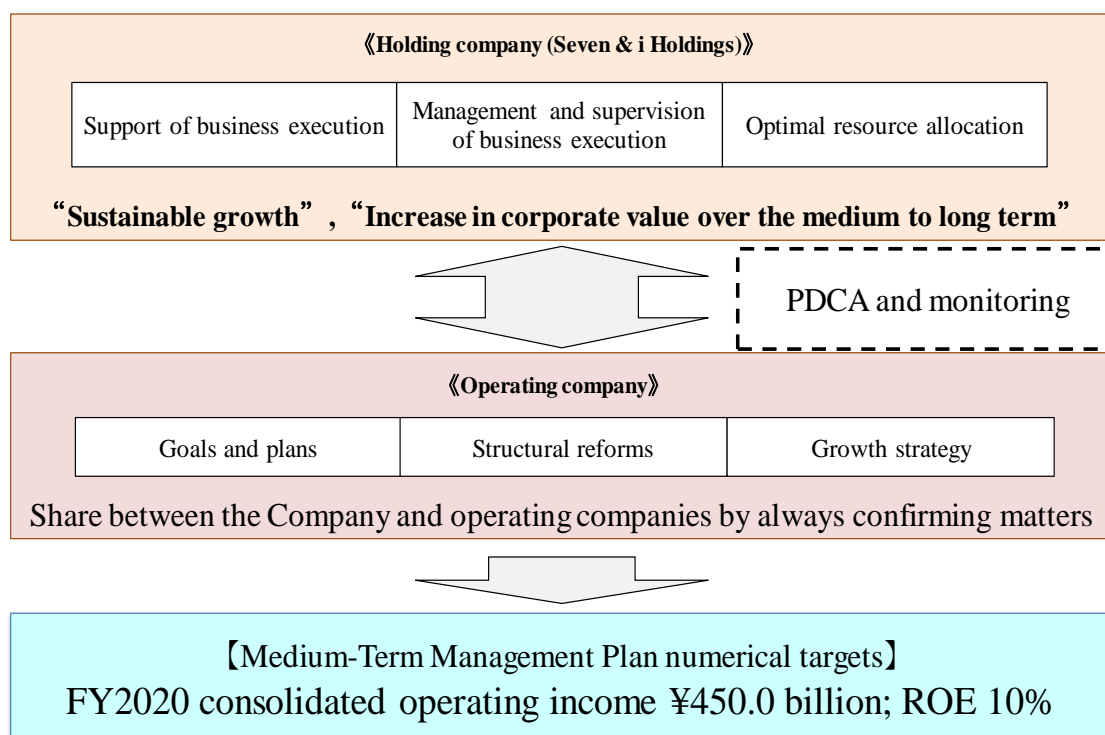 《Holding company (Seven & i Holdings)》
Support of business execution
Management and supervision
of business execution
Optimal resource allocation
“Sustainable growth”, “Increase in corporate value over the medium to long term”
PDCA and monitoring
《Operating company》
Goals and plans
Structural reforms
Growth strategy
Share between the Company and operating companies by always confirming matters
【Medium-Term Management Plan numerical targets】
FY2020 consolidated operating income ¥450.0 billion; ROE 10%